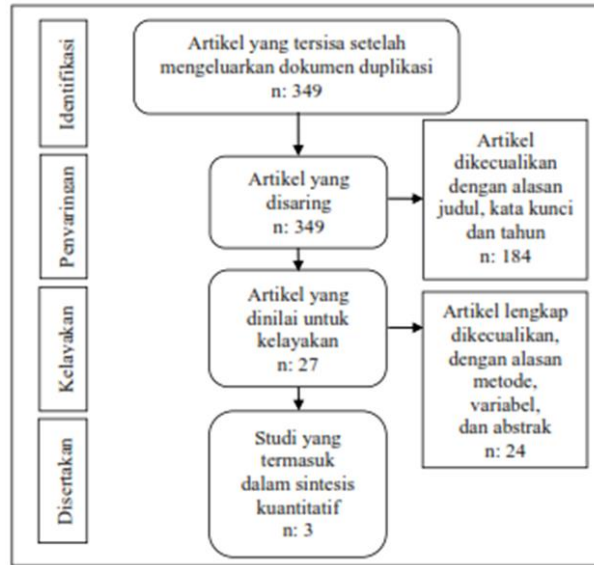 Identifikasi
Artikel yang tersisa setelah
mengeluarkan dokumen duplikasi
n: 349
Penyaringan
Artikel yang
disaring
n: 349
Artikel
dikecualikan
dengan alasan
judul, kata kunci
dan tahun
n: 184
Kelayakan
Artikel yang
dinilai untuk
kelayakan
n: 27
Artikel lengkap
dikecualikan,
dengan alasan
metode,
variabel,
dan abstrak
n: 24
Disertakan
Studi yang
termasuk
dalam sintesis
kuantitatif
n: 3